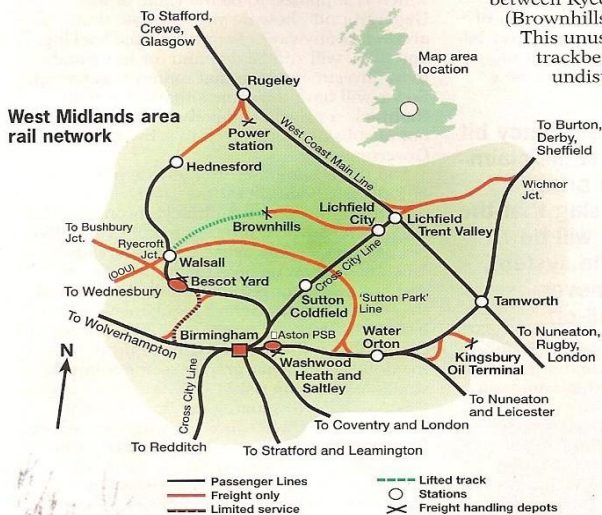 between Ryec
(Brownhills
This unus
trackbe
undis
To Stafford,
Crewe,
Glasgow
Map area
location
Rugeley
West Midlands area
rail network
Power
station
West Coast Main Line
To Burton,
Derby,
Sheffield
Hednesford
Wichnor
Jct.
Lichfield
City
Lichfield
Trent Valley
To Bushbury
Jct.
Brownhills
Ryecroft
Jct.
Walsall
(OOU)
Cross City Line
To Wednesbury
Bescot Yard
Sutton
Coldfield
'Sutton Park'
Line
Tamworth
To Wolverhampton
Birmingham
Aston PSB
Water
Orton
To Nuneaton,
Rugby,
London
N
Washwood
Heath and
Saltley
Kingsbury
Oil Terminal
Cross City Line
To Nuneaton
and Leicester
To Coventry and London
To Redditch
To Stratford and Leamington
Passenger Lines
Freight only
Limited service
Lifted track
Stations
Freight handling depots